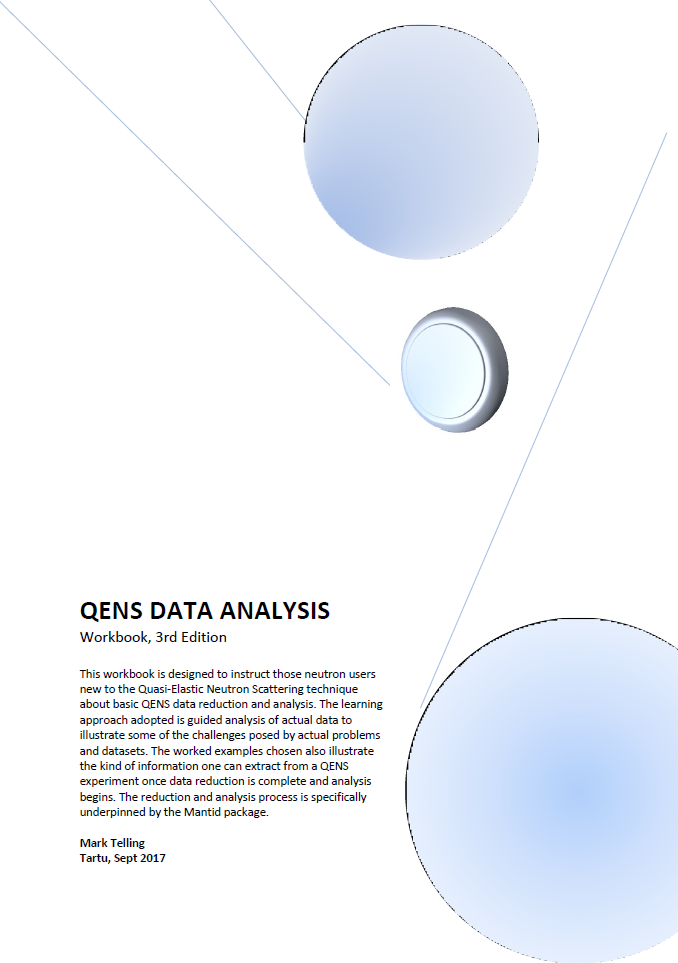 QENS DATA ANALYSIS
Workbook, 3rd Edition
This workbook is designed to instruct those neutron users
new to the Quasi-Elastic Neutron Scattering technique
about basic QENS data reduction and analysis. The learning
approach adopted is guided analysis of actual data to
illustrate some of the challenges posed by actual problems
and datasets. The worked examples chosen also illustrate
the kind of information one can extract from a QENS
experiment once data reduction is complete and analysis
begins. The reduction and analysis process is specifically
underpinned by the Mantid package.
Mark Telling
Tartu, Sept 2017